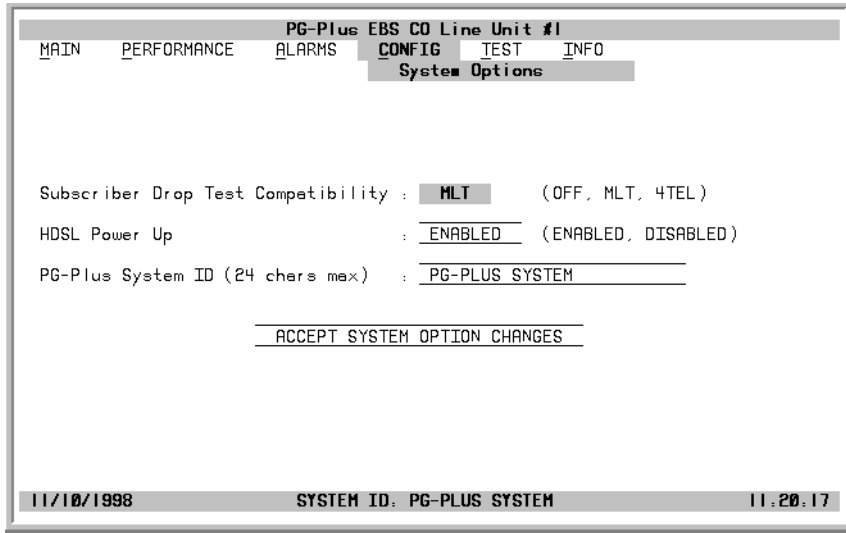 PG-Plus EBS CO Line Unit #1
MAIN PERFORMANCE ALARMS CONFIG TEST INFO
System Options
Subscriber Drop Test Compatibility : MLT (OFF, MLT, 4TEL)
HDSL Power Up : ENABLED (ENABLED, DISABLED)
PG-Plus System ID (24 chars max) : PG-PLUS SYSTEM
ACCEPT SYSTEM OPTION CHANGES
11/10/1998 SYSTEM ID: PG-PLUS SYSTEM 11:20:17